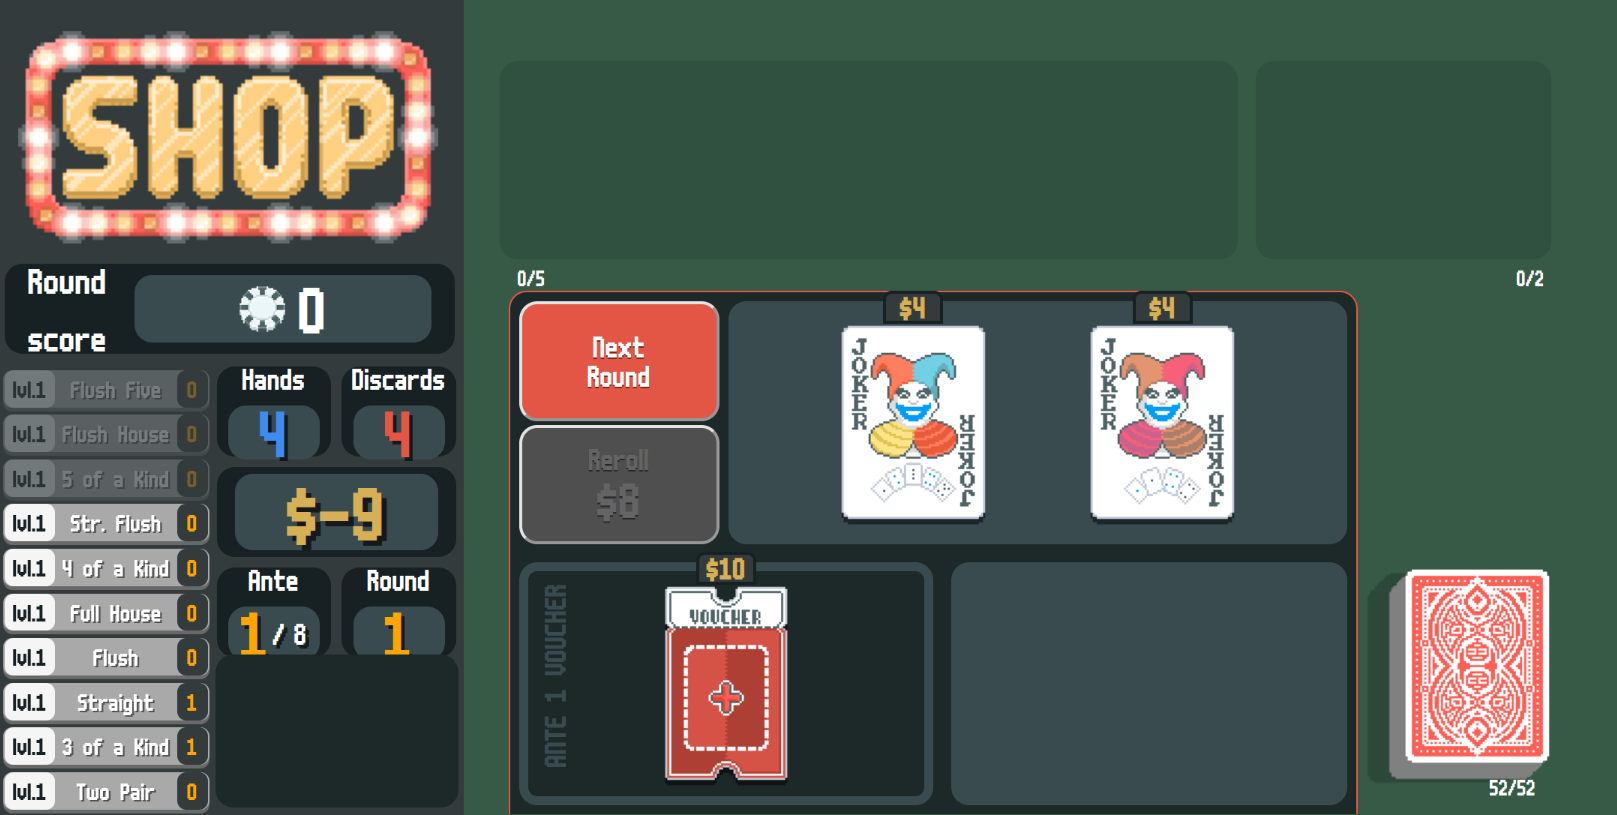 SHOP
Round
score
0
lvl.1 Flush Five 0
lvl.1 Flush House 0
lvl.1 5 of a Kind 0
lvl.1 Str. Flush 0
lvl.1 4 of a Kind 0
lvl.1 Full House 0
lvl.1 Flush 0
lvl.1 Straight 1
lvl.1 3 of a Kind 1
lvl.1 Two Pair 0
Hands
4
Discards
4
$-9
Ante
1 / 8
Round
1
0/5
0/2
Next
Round
Reroll
$8
$4
JOKER
JOKER
$4
JOKER
JOKER
ANTE 1 VOUCHER
$10
VOUCHER
52/52